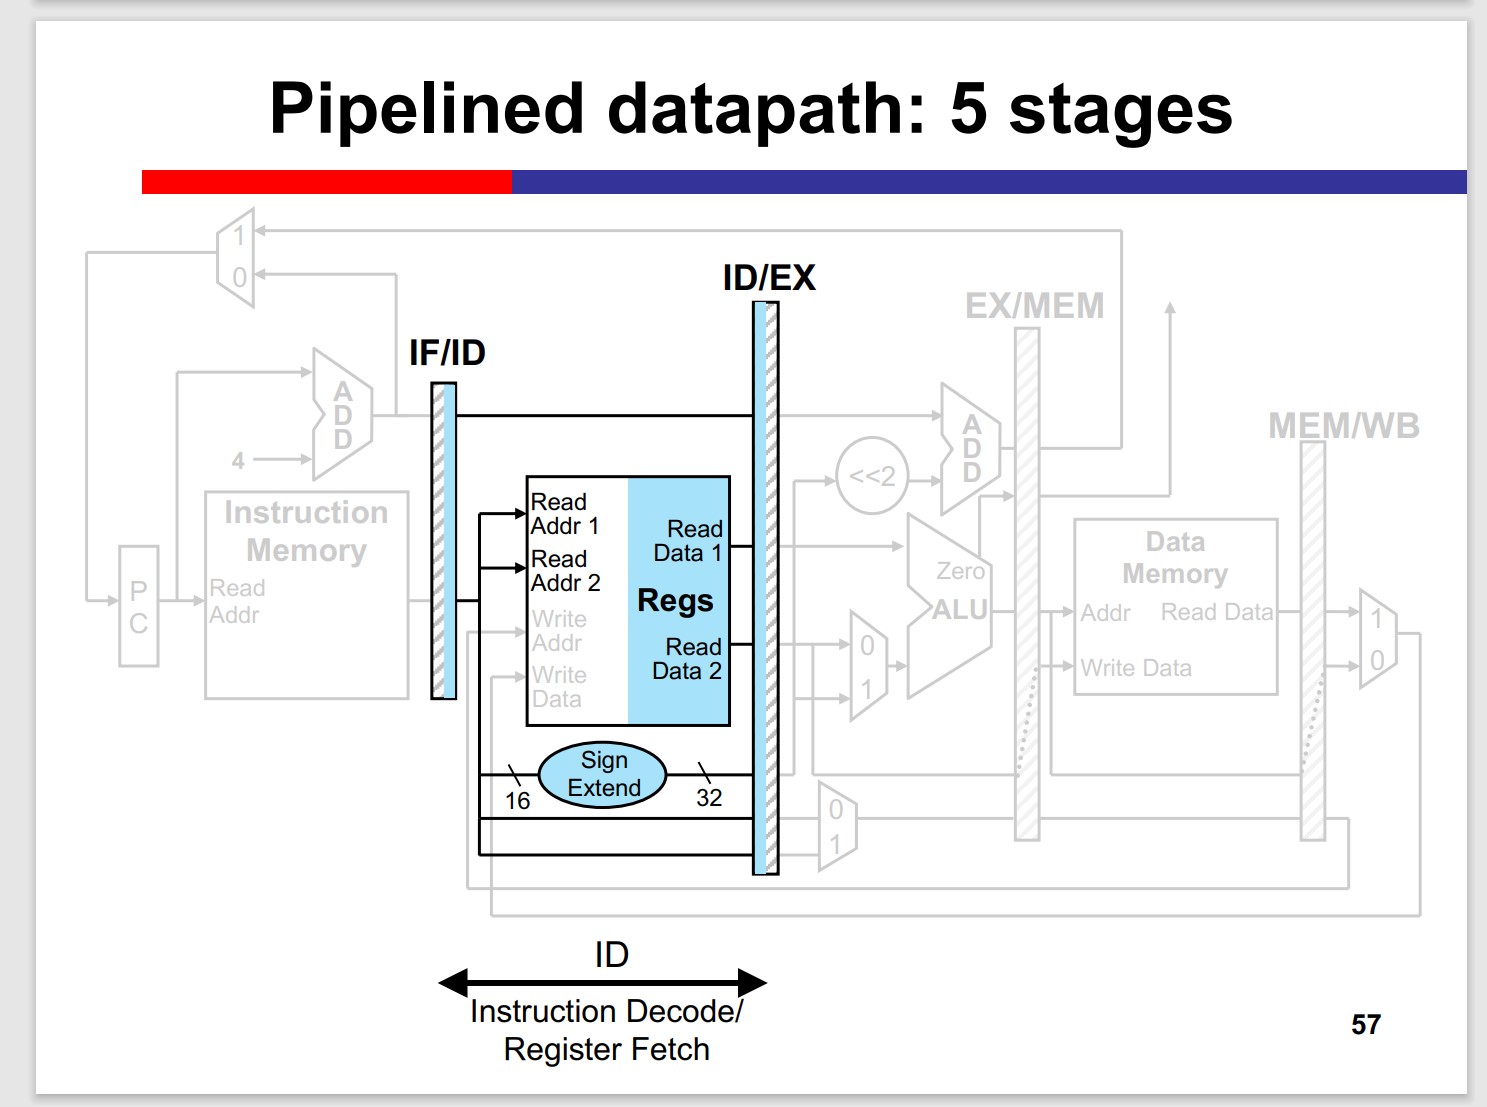 Pipelined datapath: 5 stages
1
0
ID/EX
EX/MEM
IF/ID
A
D
D
4
MEM/WB
A
D
D
<<2
Instruction
Memory
Read
Addr
P
C
Read
Addr 1
Read
Addr 2
Write
Addr
Write
Data
Read
Data 1
Regs
Read
Data 2
Zero
ALU
0
1
Data
Memory
Addr
Read Data
Write Data
1
0
Sign
Extend
16
32
0
1
ID
Instruction Decode/
Register Fetch
57